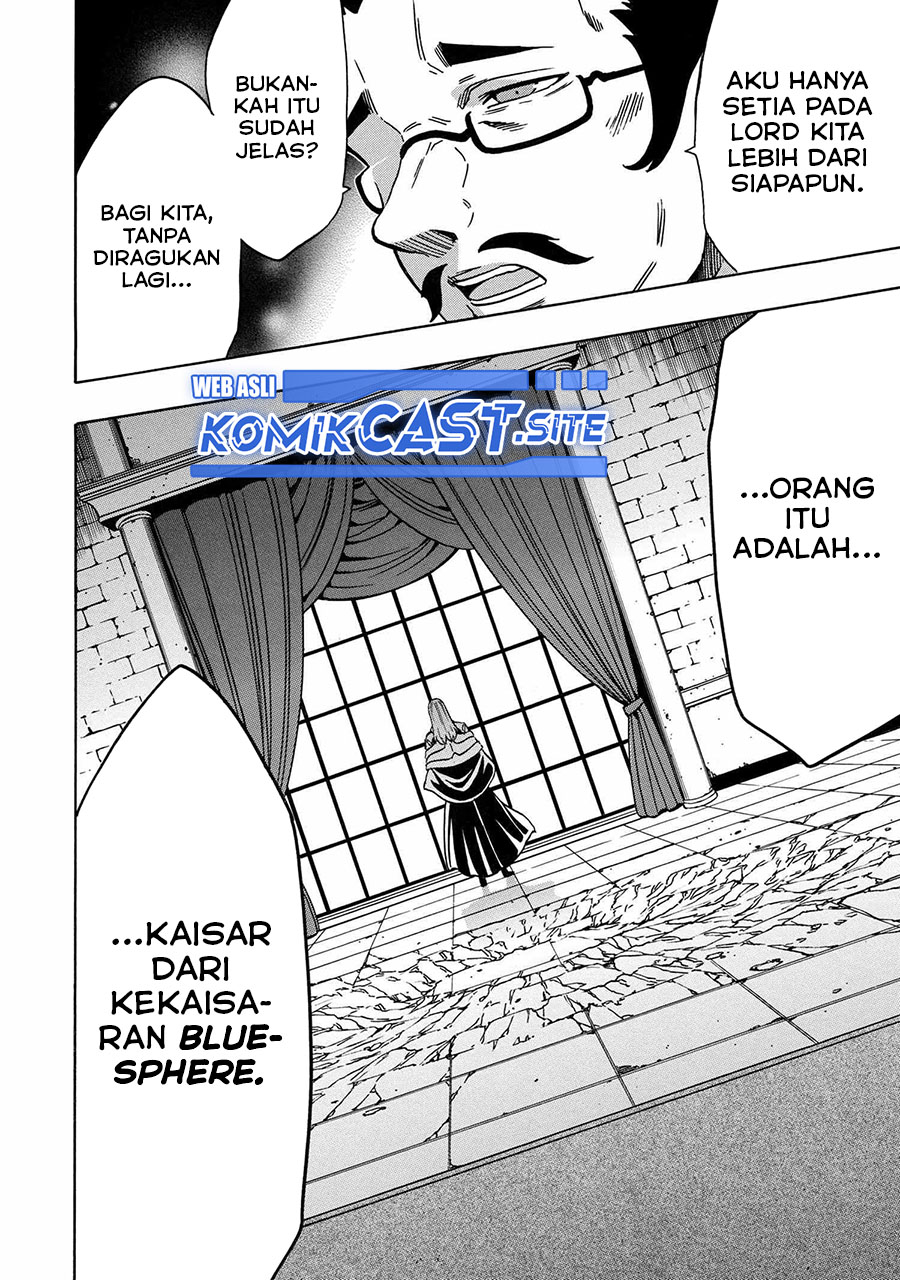 AKU HANYA
SETIA PADA
LORD KITA
LEBIH DARI
SIAPAPUN.
BUKAN-
KAH ITU
SUDAH
JELAS?
BAGI KITA,
TANPA
DIRAGUKAN
LAGI...
WEB ASLI
KOMIKCAST.SITE
...ORANG
ITU
ADALAH...
...KAISAR
DARI
KEKAISA-
RAN BLUE-
SPHERE.